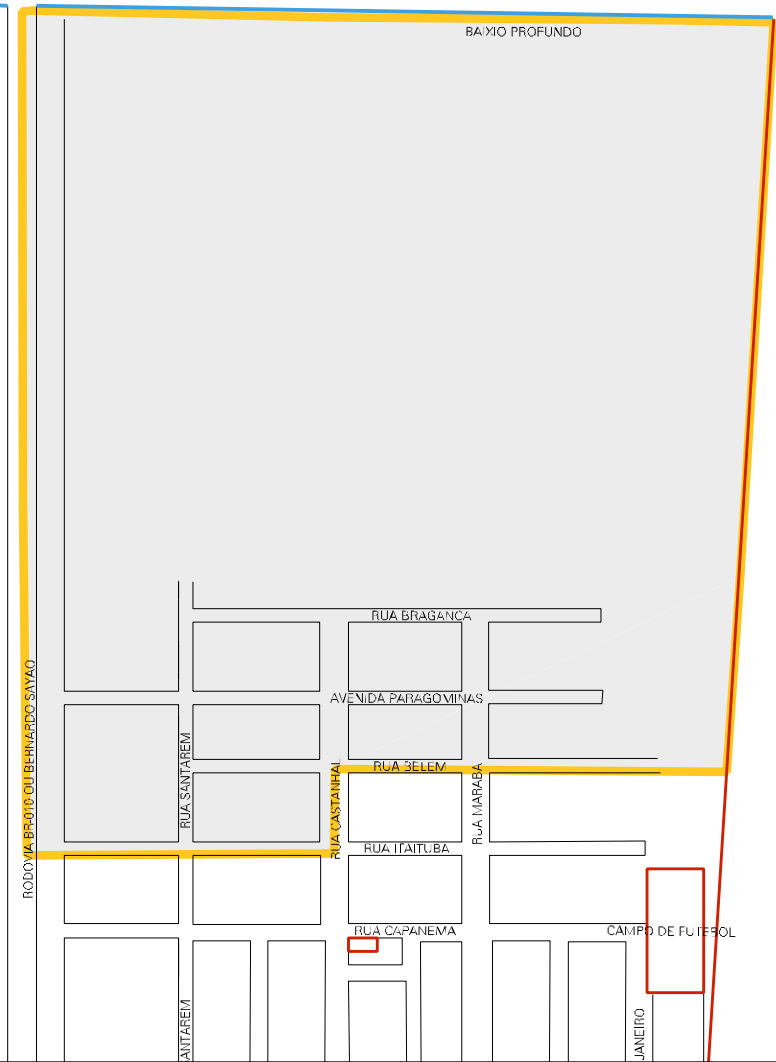 BAIXIO PROFUNDO
RUA BRAGANCA
AVENIDA PARAGOMINAS
RODOVIA BR-010 OU BERNARDO SAYAO
RUA SANTAREM
RUA CASTANHAL
RUA BELEM
RUA MARABA
RUA ITAITUBA
RUA CAPANEMA
CAMPO DE FUTEBOL
ANTAREM
JANEIRO